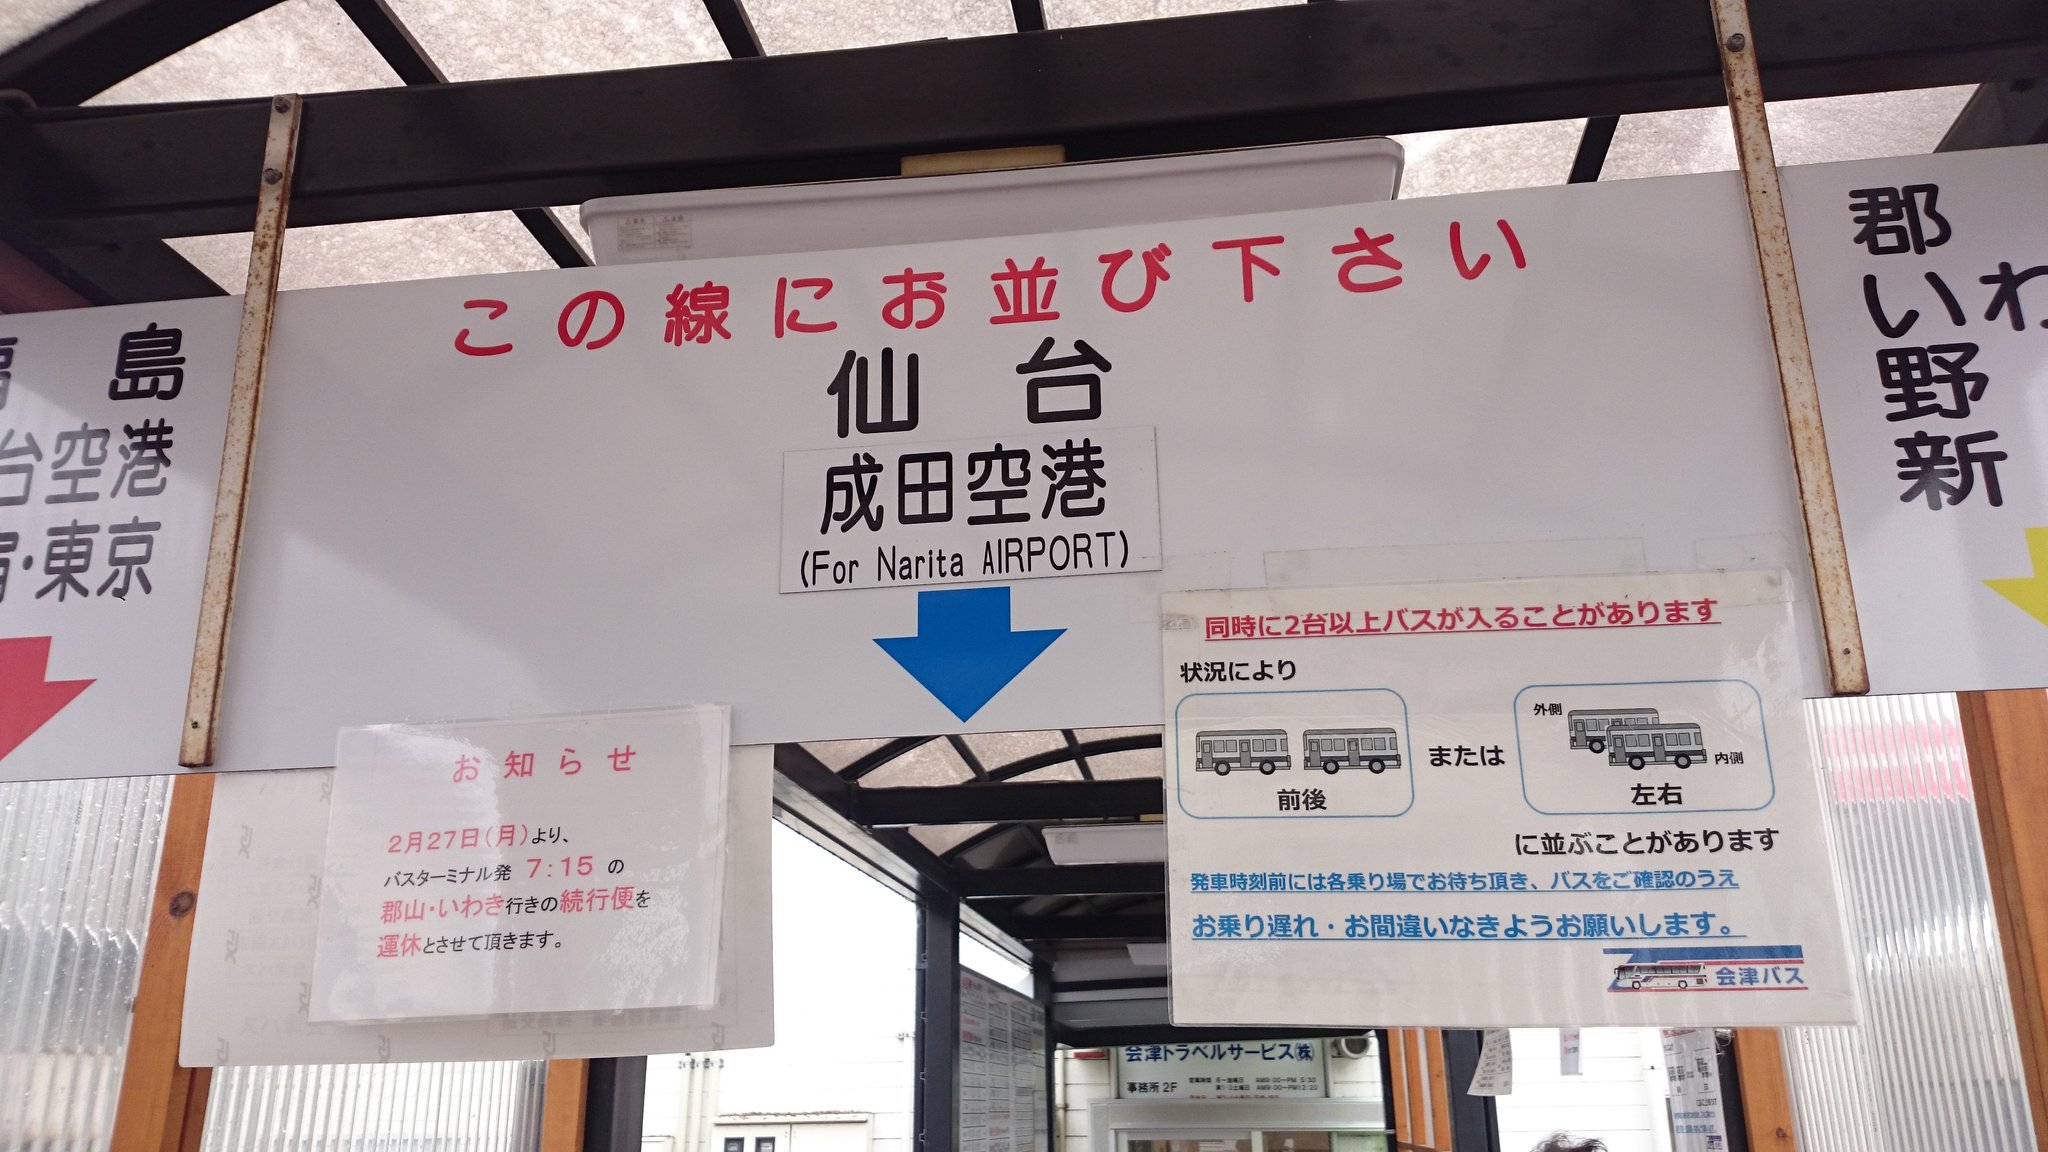 この線にお並び下さい
仙台
成田空港
(For Narita AIRPORT)
島
台空港
・東京
郡
いわ
野
新
お知らせ
2月27日(月)より、
バスターミナル発 7:15 の
郡山・いわき行きの続行便を
運休とさせて頂きます。
同時に2台以上バスが入ることがあります
状況により
前後
または
外側
内側
左右
に並ぶことがあります
発車時刻前には各乗り場でお待ち頂き、バスをご確認のうえ
お乗り遅れ・お間違いなきようお願いします。
会津バス
会津トラベルサービス㈱
事務所 2F